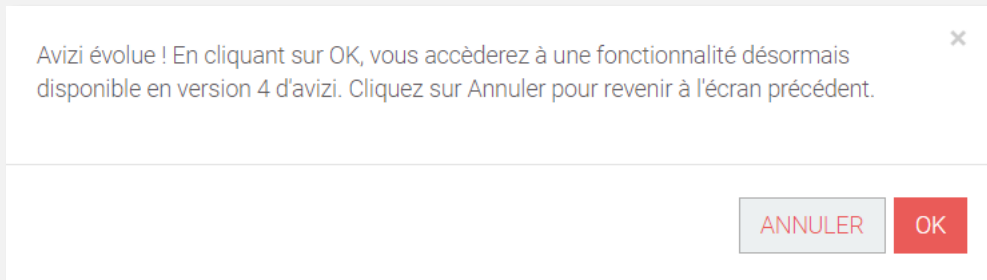 Avizi évolue ! En cliquant sur OK, vous accèderez à une fonctionnalité désormais
disponible en version 4 d'avizi. Cliquez sur Annuler pour revenir à l'écran précédent.
ANNULER
OK